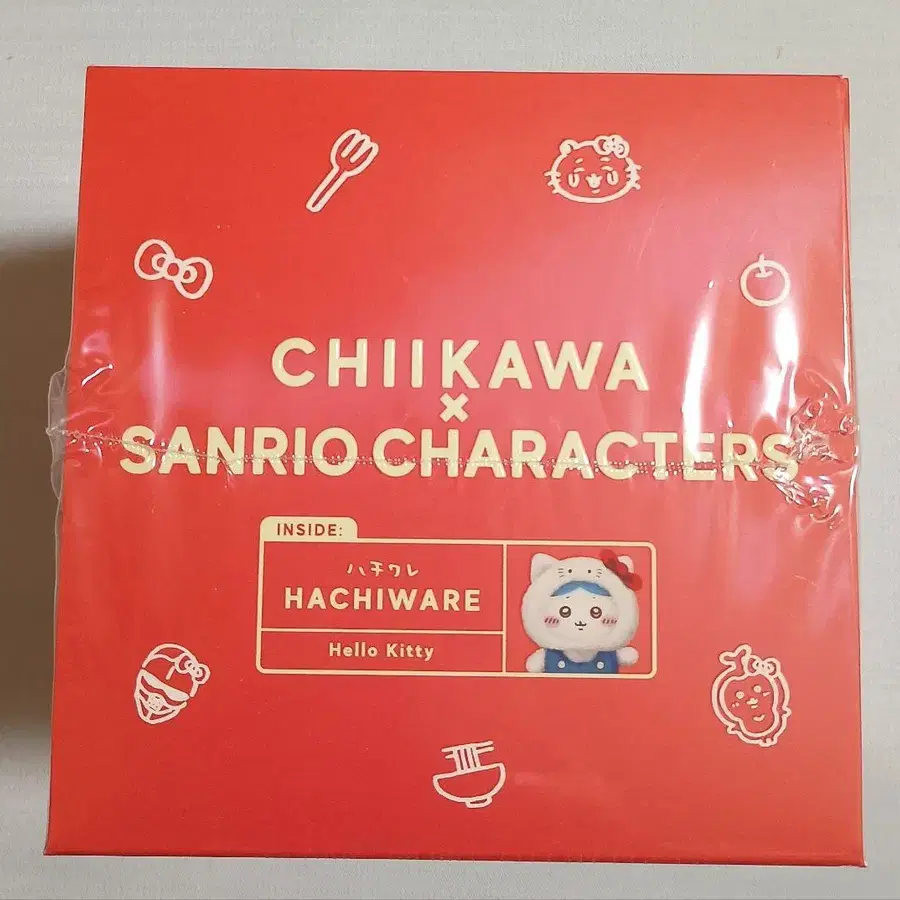 CHIIKAWA
×
SANRIO CHARACTERS
INSIDE:
ハチワレ
HACHIWARE
Hello Kitty